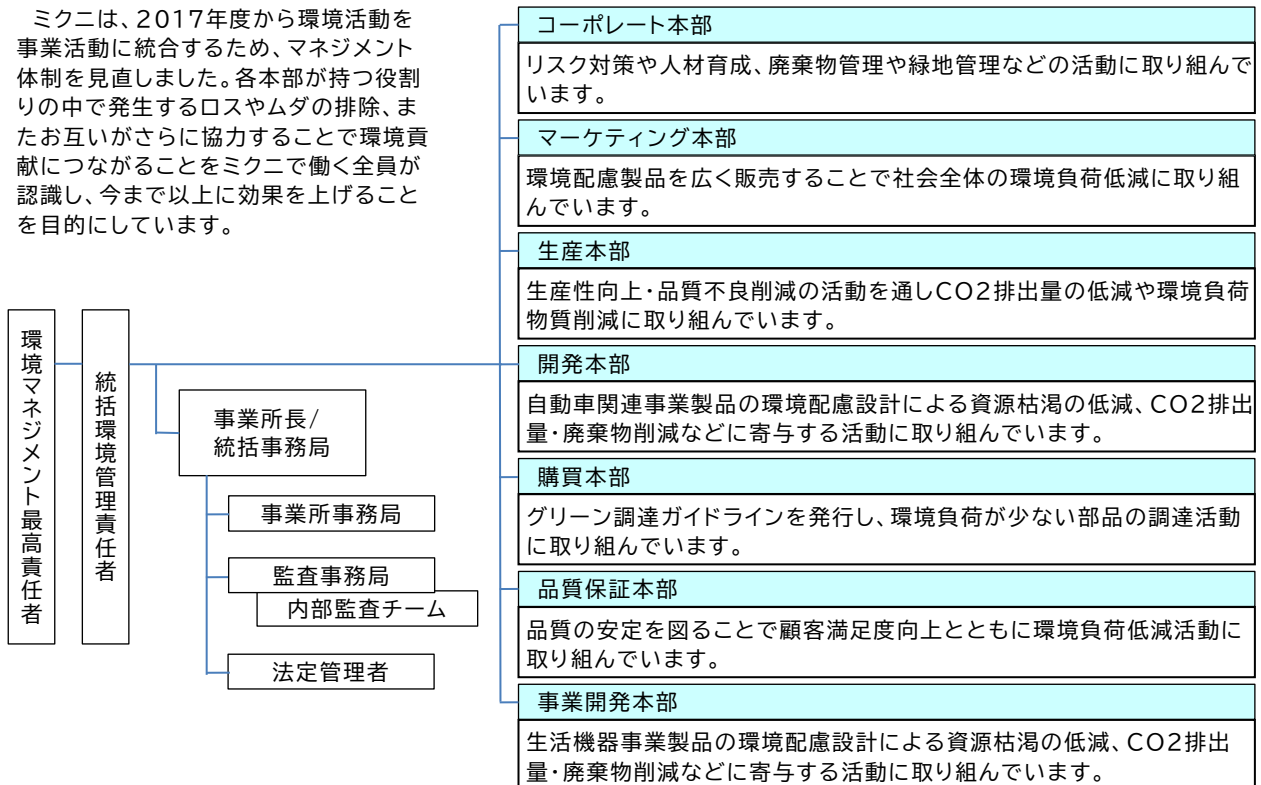 ミクニは、2017年度から環境活動を
事業活動に統合するため、マネジメント
体制を見直しました。各本部が持つ役割
りの中で発生するロスやムダの排除、ま
たお互いがさらに協力することで環境貢
献につながることをミクニで働く全員が
認識し、今まで以上に効果を上げること
を目的にしています。
環境マネジメント最高責任者
統括環境管理責任者
事業所長/
統括事務局
事業所事務局
監査事務局
内部監査チーム
法定管理者
コーポレート本部
リスク対策や人材育成、廃棄物管理や緑地管理などの活動に取り組んで
います。
マーケティング本部
環境配慮製品を広く販売することで社会全体の環境負荷低減に取り組
んでいます。
生産本部
生産性向上・品質不良削減の活動を通しCO2排出量の低減や環境負荷
物質削減に取り組んでいます。
開発本部
自動車関連事業製品の環境配慮設計による資源枯渇の低減、CO2排出
量・廃棄物削減などに寄与する活動に取り組んでいます。
購買本部
グリーン調達ガイドラインを発行し、環境負荷が少ない部品の調達活動
に取り組んでいます。
品質保証本部
品質の安定を図ることで顧客満足度向上とともに環境負荷低減活動に
取り組んでいます。
事業開発本部
生活機器事業製品の環境配慮設計による資源枯渇の低減、CO2排出
量・廃棄物削減などに寄与する活動に取り組んでいます。